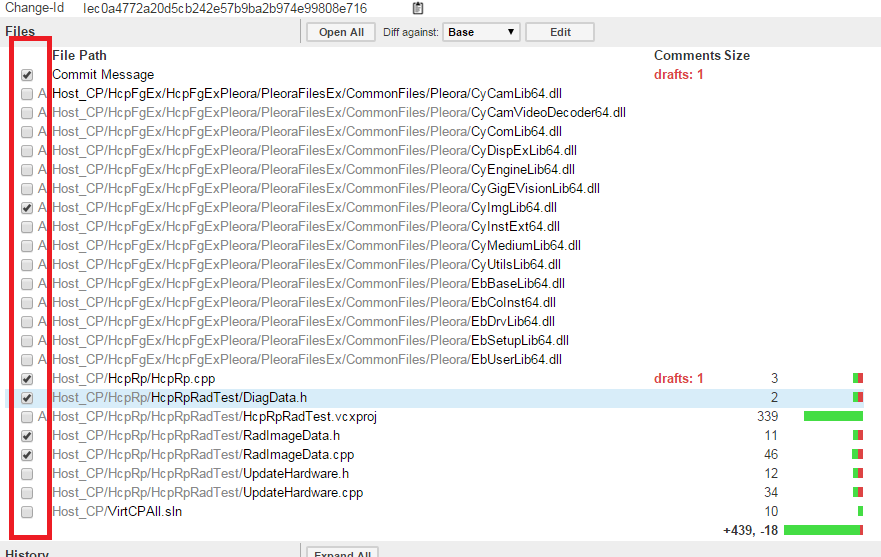 Change-Id Iec0a4772a20d5cb242e57b9ba2b974e99808e716
Files Open All Diff against: Base Edit
File Path Comments Size
Commit Message drafts: 1
A Host_CP/HcpFgEx/HcpFgExPleora/PleoraFilesEx/CommonFiles/Pleora/CyCamLib64.dll
A Host_CP/HcpFgEx/HcpFgExPleora/PleoraFilesEx/CommonFiles/Pleora/CyCamVideoDecoder64.dll
A Host_CP/HcpFgEx/HcpFgExPleora/PleoraFilesEx/CommonFiles/Pleora/CyComLib64.dll
A Host_CP/HcpFgEx/HcpFgExPleora/PleoraFilesEx/CommonFiles/Pleora/CyDispExLib64.dll
A Host_CP/HcpFgEx/HcpFgExPleora/PleoraFilesEx/CommonFiles/Pleora/CyEngineLib64.dll
A Host_CP/HcpFgEx/HcpFgExPleora/PleoraFilesEx/CommonFiles/Pleora/CyGigEVisionLib64.dll
A Host_CP/HcpFgEx/HcpFgExPleora/PleoraFilesEx/CommonFiles/Pleora/CyImgLib64.dll
A Host_CP/HcpFgEx/HcpFgExPleora/PleoraFilesEx/CommonFiles/Pleora/CyInstExt64.dll
A Host_CP/HcpFgEx/HcpFgExPleora/PleoraFilesEx/CommonFiles/Pleora/CyMediumLib64.dll
A Host_CP/HcpFgEx/HcpFgExPleora/PleoraFilesEx/CommonFiles/Pleora/CyUtilsLib64.dll
A Host_CP/HcpFgEx/HcpFgExPleora/PleoraFilesEx/CommonFiles/Pleora/EbBaseLib64.dll
A Host_CP/HcpFgEx/HcpFgExPleora/PleoraFilesEx/CommonFiles/Pleora/EbCoInst64.dll
A Host_CP/HcpFgEx/HcpFgExPleora/PleoraFilesEx/CommonFiles/Pleora/EbDrvLib64.dll
A Host_CP/HcpFgEx/HcpFgExPleora/PleoraFilesEx/CommonFiles/Pleora/EbSetupLib64.dll
A Host_CP/HcpFgEx/HcpFgExPleora/PleoraFilesEx/CommonFiles/Pleora/EbUserLib64.dll
Host_CP/HcpRp/HcpRp.cpp drafts: 1 3
Host_CP/HcpRp/HcpRpRadTest/DiagData.h 2
A Host_CP/HcpRp/HcpRpRadTest/HcpRpRadTest.vcxproj 339
Host_CP/HcpRp/HcpRpRadTest/RadImageData.h 11
Host_CP/HcpRp/HcpRpRadTest/RadImageData.cpp 46
Host_CP/HcpRp/HcpRpRadTest/UpdateHardware.h 12
Host_CP/HcpRp/HcpRpRadTest/UpdateHardware.cpp 34
Host_CP/VirtCPAll.sln 10
+439, -18
History Expand All